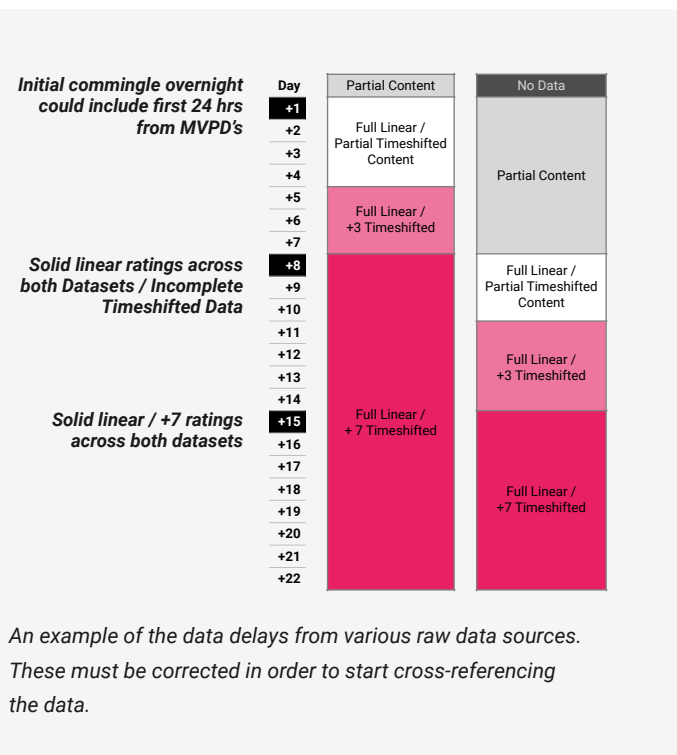 Initial commingle overnight
could include first 24 hrs
from MVPD's
Solid linear ratings across
both Datasets / Incomplete
Timeshifted Data
Solid linear / +7 ratings
across both datasets
Day
+1
+2
+3
+4
+5
+6
+7
+8
+9
+10
+11
+12
+13
+14
+15
+16
+17
+18
+19
+20
+21
+22
Partial Content
Full Linear /
Partial Timeshifted
Content
Full Linear /
+3 Timeshifted
Full Linear /
+ 7 Timeshifted
No Data
Partial Content
Full Linear /
Partial Timeshifted
Content
Full Linear /
+3 Timeshifted
Full Linear /
+7 Timeshifted
An example of the data delays from various raw data sources.
These must be corrected in order to start cross-referencing
the data.